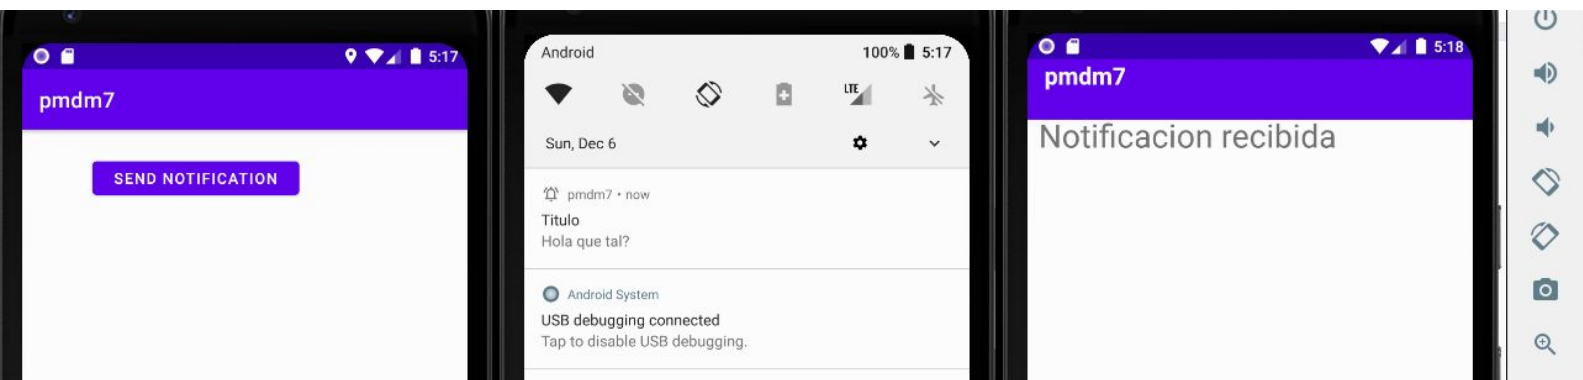 5:17
pmdm7
SEND NOTIFICATION
Android
100% 5:17
LTE
Sun, Dec 6
pmdm7 • now
Titulo
Hola que tal?
Android System
USB debugging connected
Tap to disable USB debugging.
5:18
pmdm7
Notificacion recibida